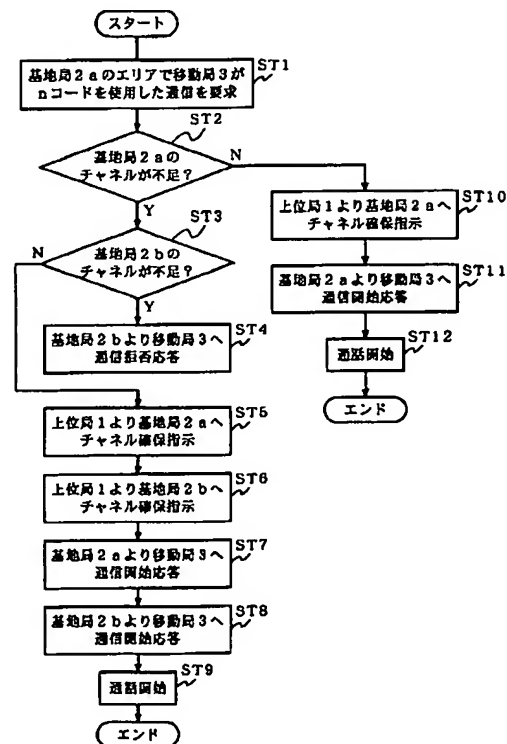 スタート
基地局2aのエリアで移動局3が
nコードを使用した通信を要求
ST1
ST2
基地局2aの
チャネルが不足?
N
Y
ST3
N
基地局2bの
チャネルが不足?
Y
ST4
基地局2bより移動局3へ
通信拒否応答
ST5
上位局1より基地局2aへ
チャネル確保指示
ST6
上位局1より基地局2bへ
チャネル確保指示
ST7
基地局2aより移動局3へ
通信開始応答
ST8
基地局2bより移動局3へ
通信開始応答
ST9
通話開始
エンド
ST10
上位局1より基地局2aへ
チャネル確保指示
ST11
基地局2aより移動局3へ
通信開始応答
ST12
通話開始
エンド